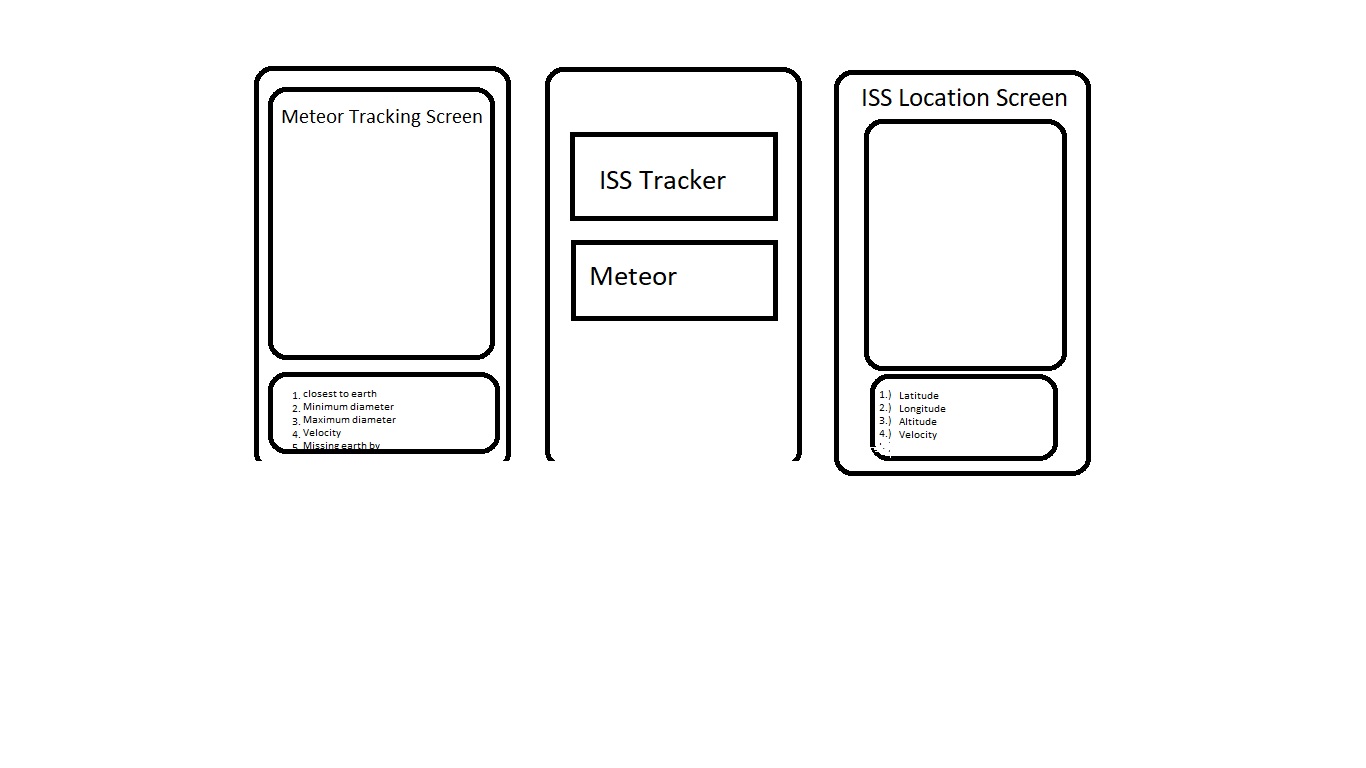 Meteor Tracking Screen
1. closest to earth
2. Minimum diameter
3. Maximum diameter
4. Velocity
5. Missing earth by
ISS Tracker
Meteor
ISS Location Screen
1.) Latitude
2.) Longitude
3.) Altitude
4.) Velocity